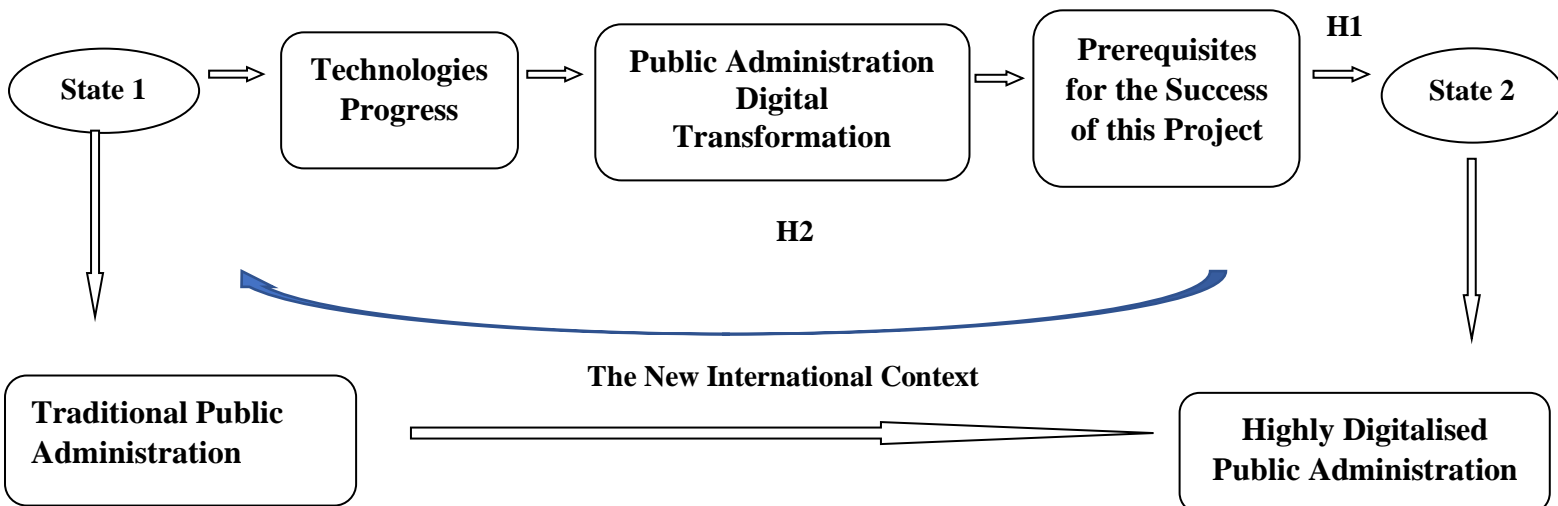 State 1
Technologies
Progress
Public Administration
Digital
Transformation
Prerequisites
for the Success
of this Project
H1
State 2
H2
The New International Context
Traditional Public
Administration
Highly Digitalised
Public Administration